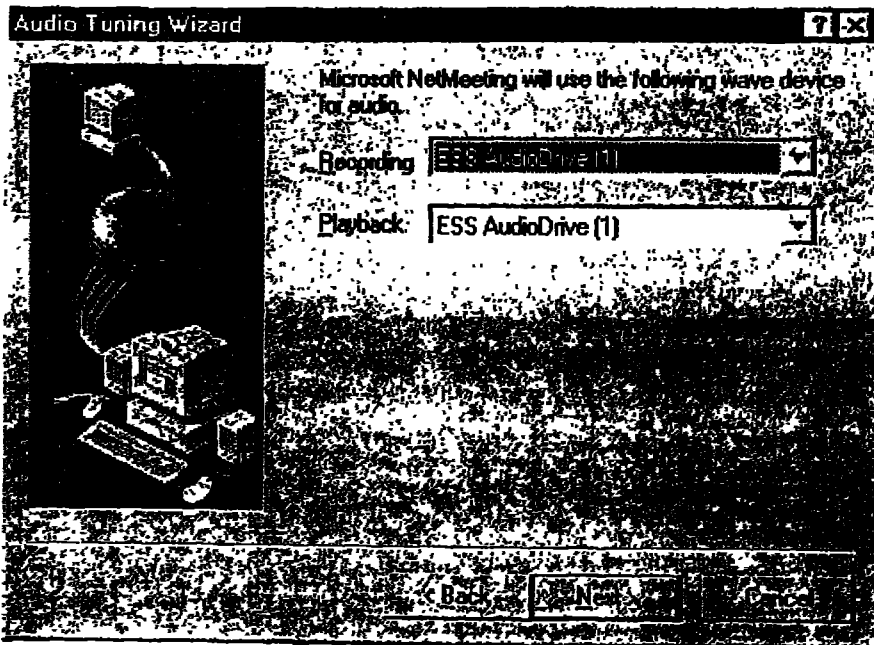 Audio Tuning Wizard
Microsoft NetMeeting will use the following wave device
for audio.
Recording ESS AudioDrive (1)
Playback: ESS AudioDrive (1)
< Back Next Cancel